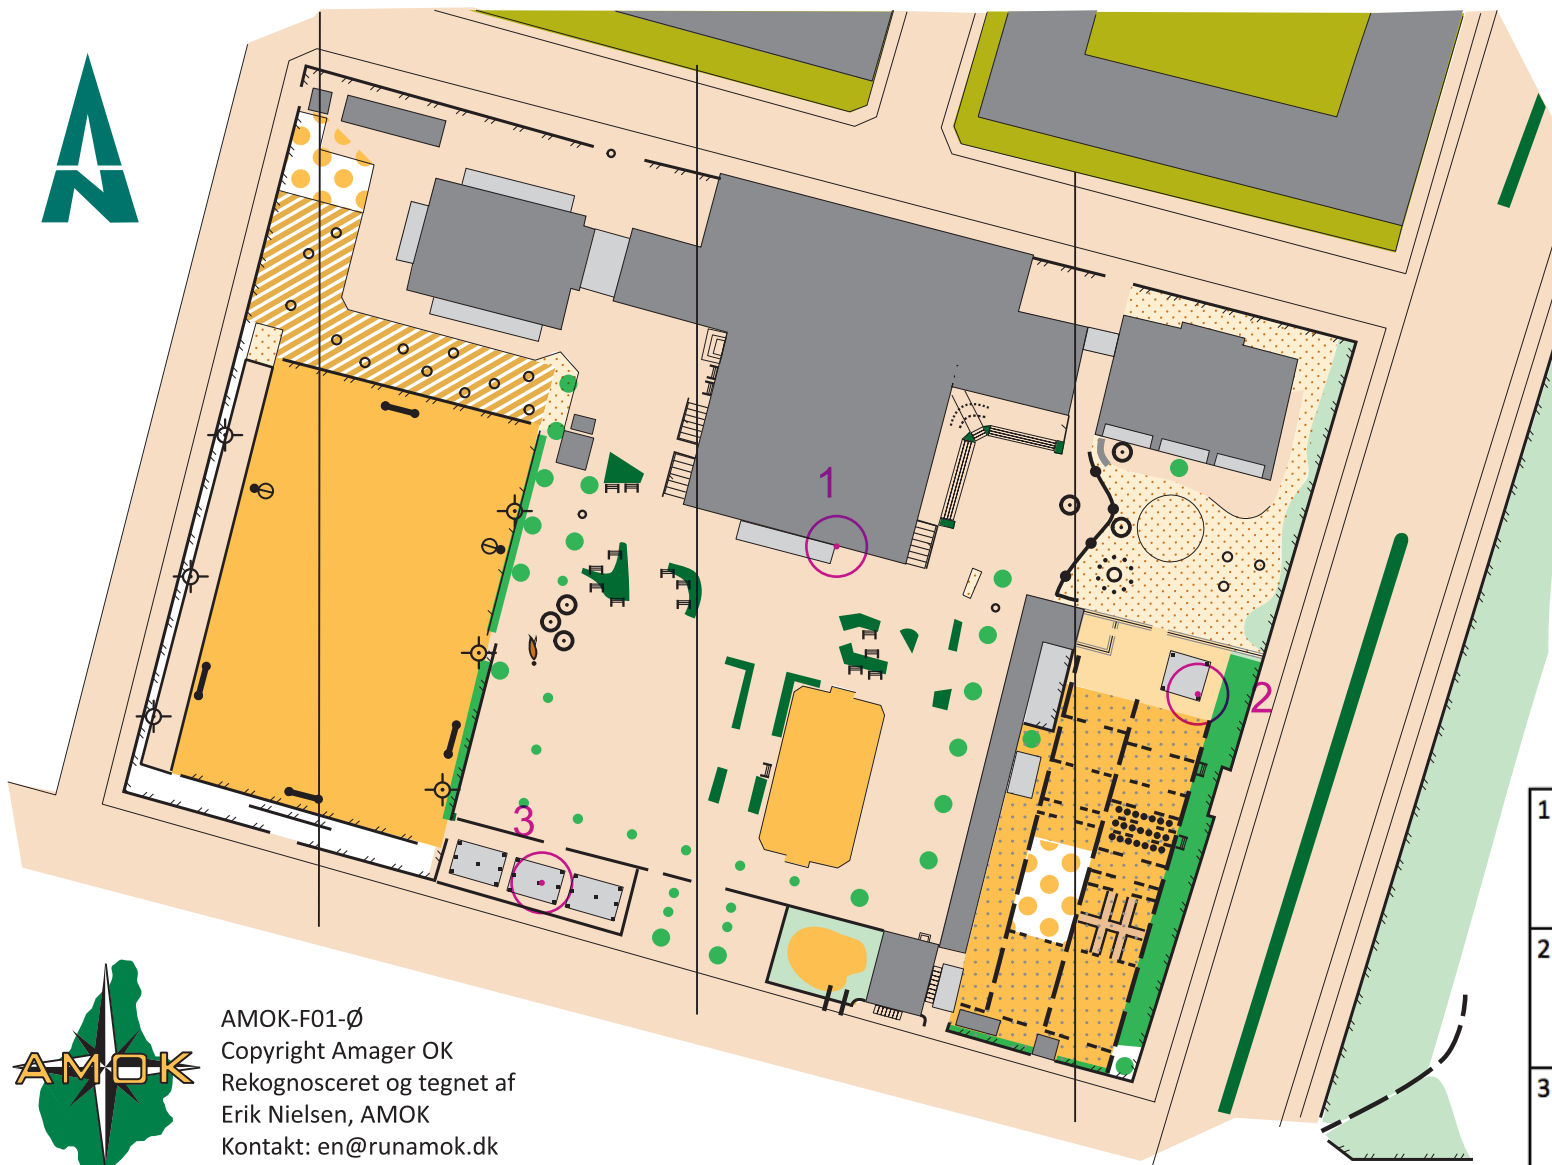 1
2
3
1
2
3
AMOK
AMOK-F01-Ø
Copyright Amager OK
Rekognosceret og tegnet af
Erik Nielsen, AMOK
Kontakt: en@runamok.dk